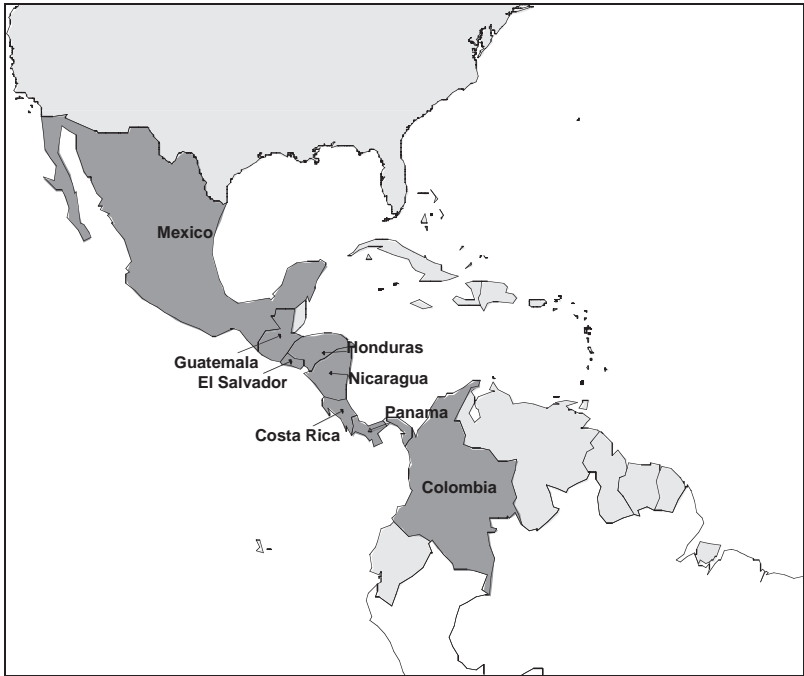 Mexico
Honduras
Guatemala
El Salvador
Nicaragua
Panama
Costa Rica
Colombia